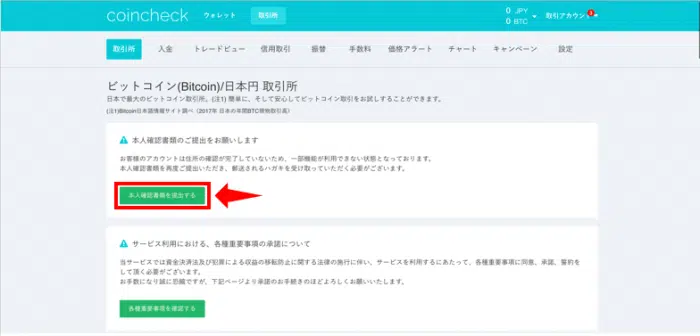 coincheck ウォレット 取引所 0 JPY 取引アカウント
0 BTC
取引所 入金 トレードビュー 信用取引 振替 手数料 価格アラート チャート キャンペーン 設定
ビットコイン(Bitcoin)/日本円 取引所
日本で最大のビットコイン取引所。(注1) 簡単に、そして安心してビットコイン取引をお試しすることができます。
(注1)Bitcoin日本語情報サイト調べ（2017年 日本の年間BTC現物取引高）
本人確認書類のご提出をお願いします
お客様のアカウントは住所の確認が完了していないため、一部機能が利用できない状態となっております。
本人確認書類を再度ご提出いただき、郵送されるハガキを受け取っていただく必要がございます。
本人確認書類を提出する
サービス利用における、各種重要事項の承諾について
当サービスでは資金決済法及び犯罪による収益の移転防止に関する法律の施行に伴い、サービスを利用するにあたって、各種重要事項に同意、承諾、誓約を
して頂く必要がございます。
お手数になり誠に恐縮ですが、下記ページより承諾のお手続きのほどよろしくお願いいたします。
各種重要事項を確認する